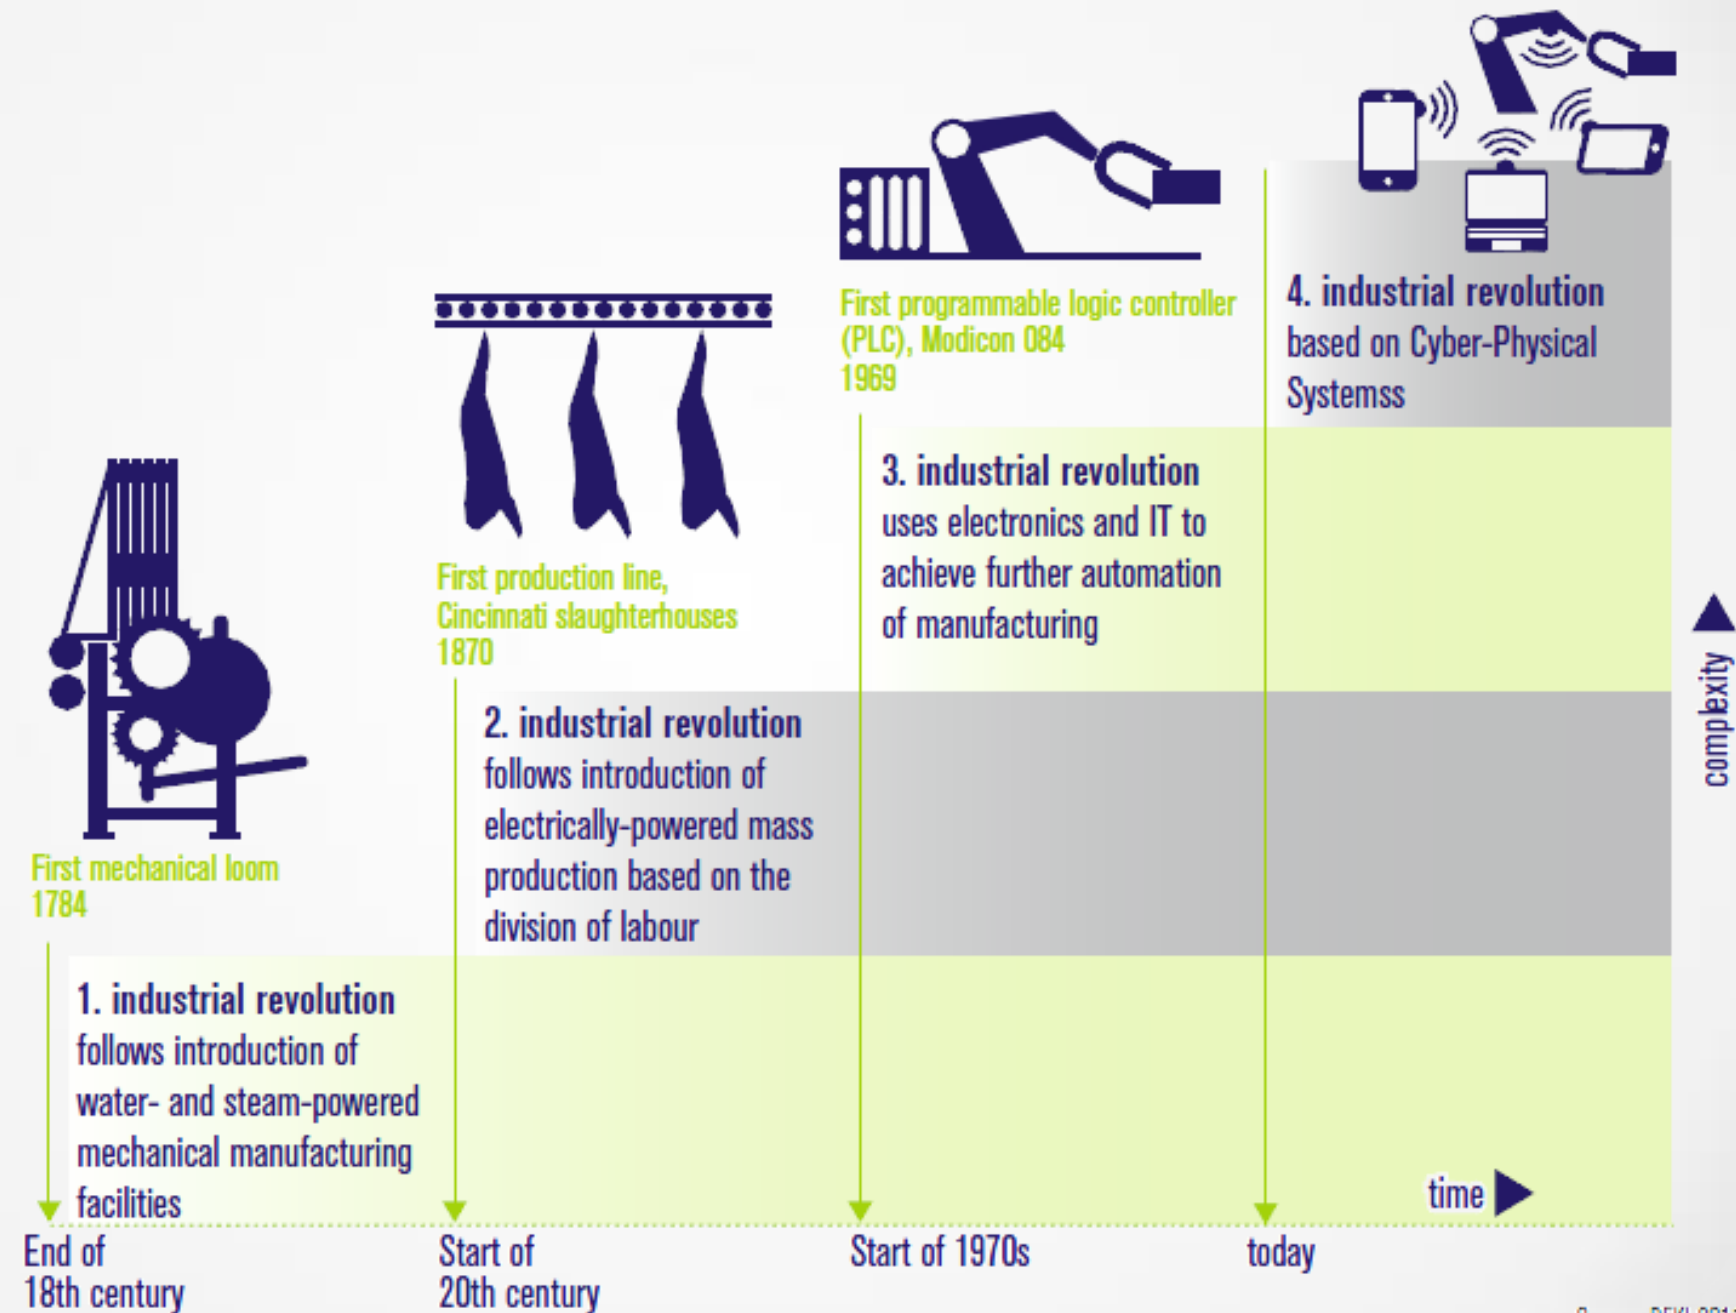 4. industrial revolution
based on Cyber-Physical
Systemss
First programmable logic controller
(PLC), Modicon 084
1969
3. industrial revolution
uses electronics and IT to
achieve further automation
of manufacturing
First production line,
Cincinnati slaughterhouses
1870
2. industrial revolution
follows introduction of
electrically-powered mass
production based on the
division of labour
First mechanical loom
1784
1. industrial revolution
follows introduction of
water- and steam-powered
mechanical manufacturing
facilities
complexity
time
End of
18th century
Start of
20th century
Start of 1970s
today